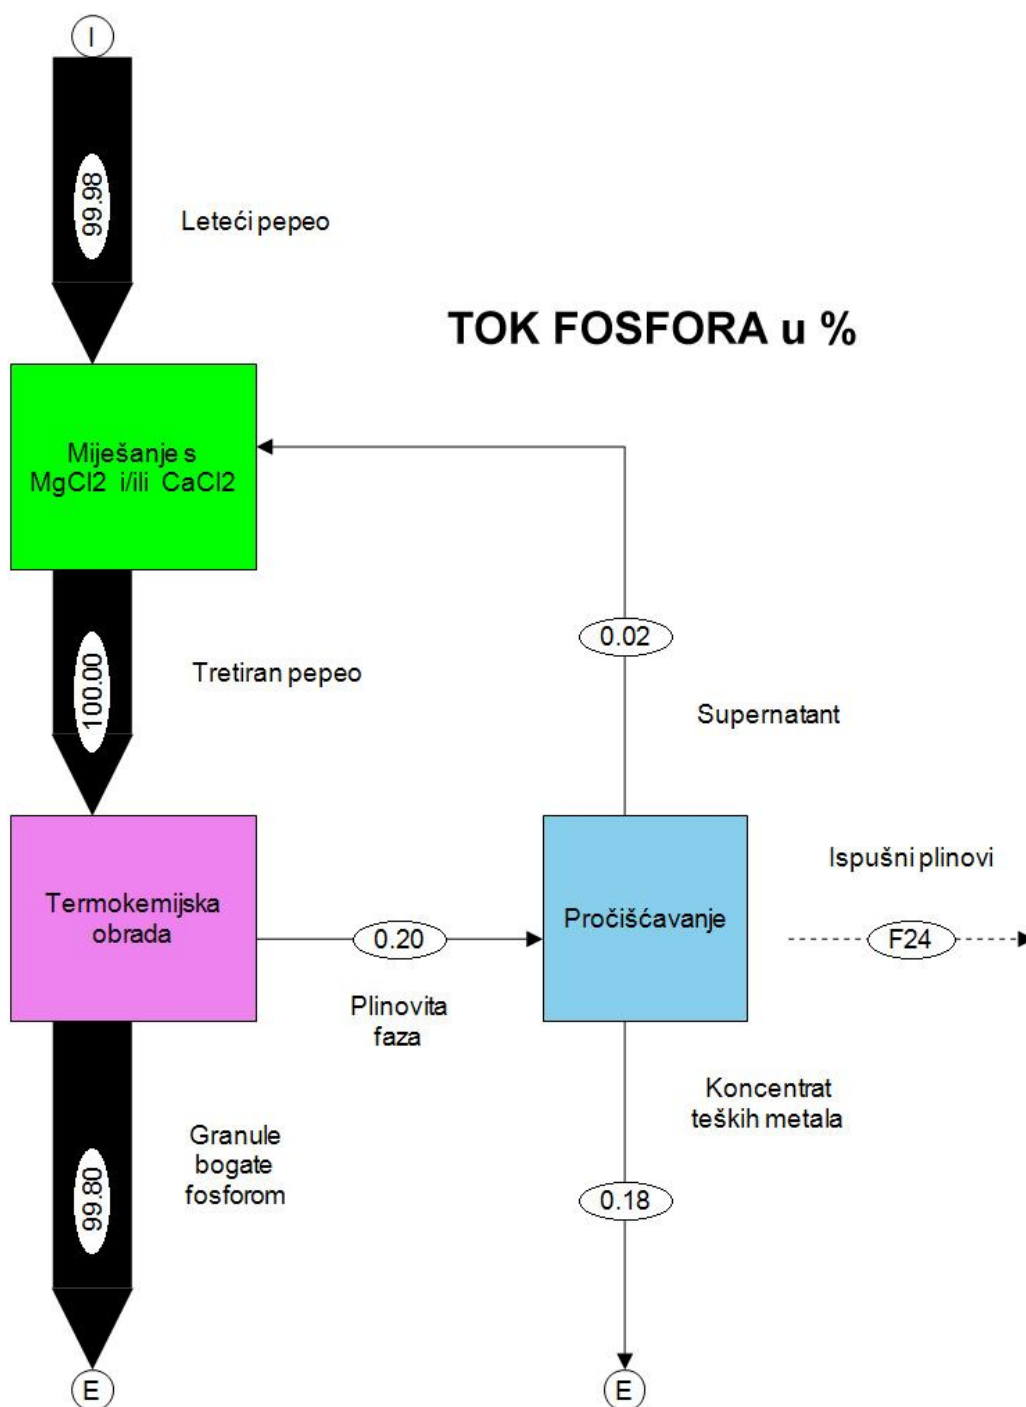 I
99.98
Leteći pepeo
TOK FOSFORA u %
Miješanje s
MgCl2 i/ili CaCl2
0.02
100.00
Tretiran pepeo
Supernatant
Ispušni plinovi
Termokemijska
obrada
0.20
Pročišćavanje
F24
Plinovita
faza
Koncentrat
teških metala
Granule
bogate
fosforom
99.80
0.18
E
E